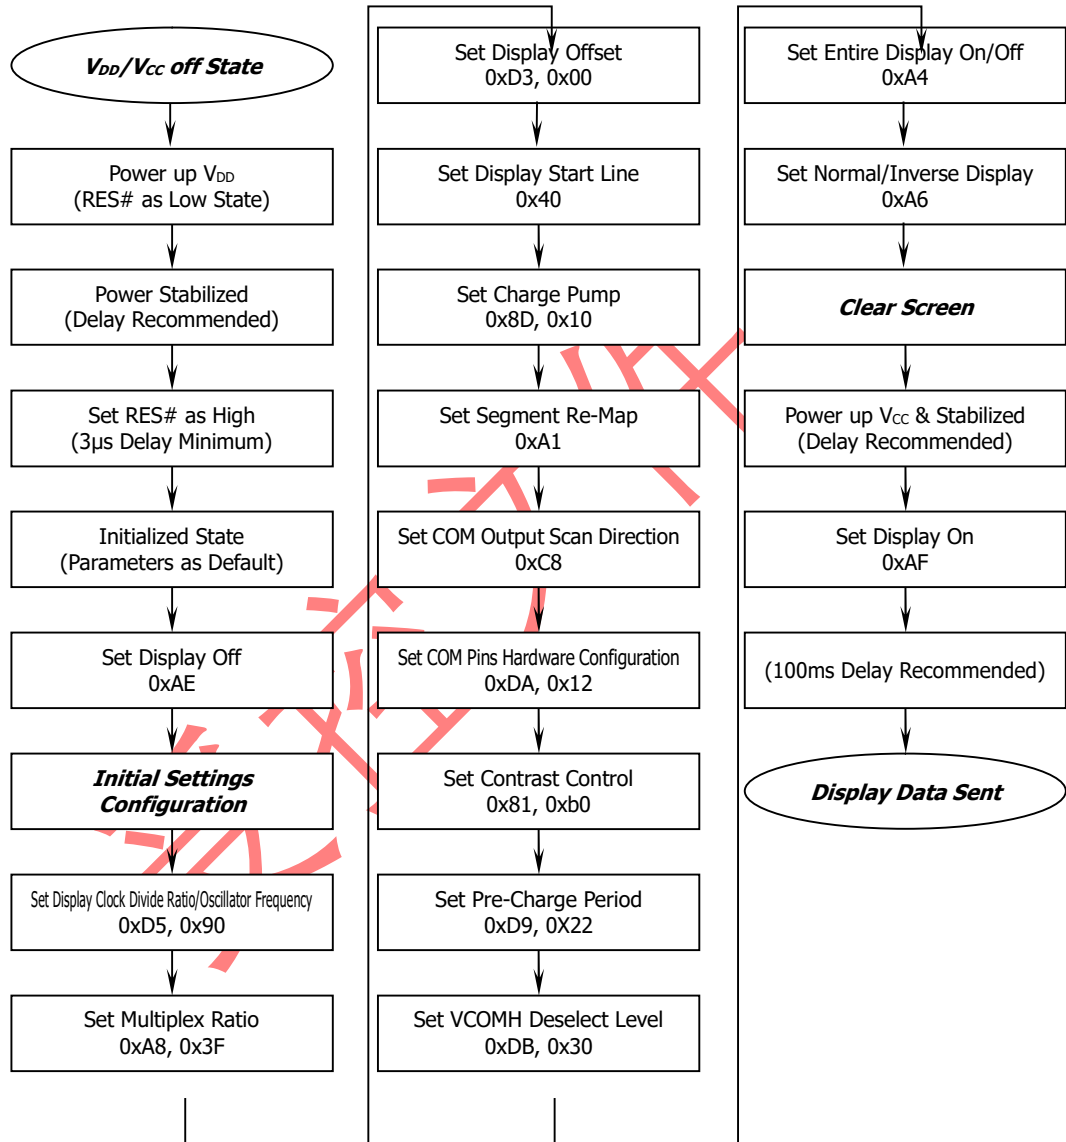 VDD/VCC off State
Power up VDD
(RES# as Low State)
Power Stabilized
(Delay Recommended)
Set RES# as High
(3μs Delay Minimum)
Initialized State
(Parameters as Default)
Set Display Off
0xAE
Initial Settings
Configuration
Set Display Clock Divide Ratio/Oscillator Frequency
0xD5, 0x90
Set Multiplex Ratio
0xA8, 0x3F
Set Display Offset
0xD3, 0x00
Set Display Start Line
0x40
Set Charge Pump
0x8D, 0x10
Set Segment Re-Map
0xA1
Set COM Output Scan Direction
0xC8
Set COM Pins Hardware Configuration
0xDA, 0x12
Set Contrast Control
0x81, 0xb0
Set Pre-Charge Period
0xD9, 0X22
Set VCOMH Deselect Level
0xDB, 0x30
Set Entire Display On/Off
0xA4
Set Normal/Inverse Display
0xA6
Clear Screen
Power up VCC & Stabilized
(Delay Recommended)
Set Display On
0xAF
(100ms Delay Recommended)
Display Data Sent